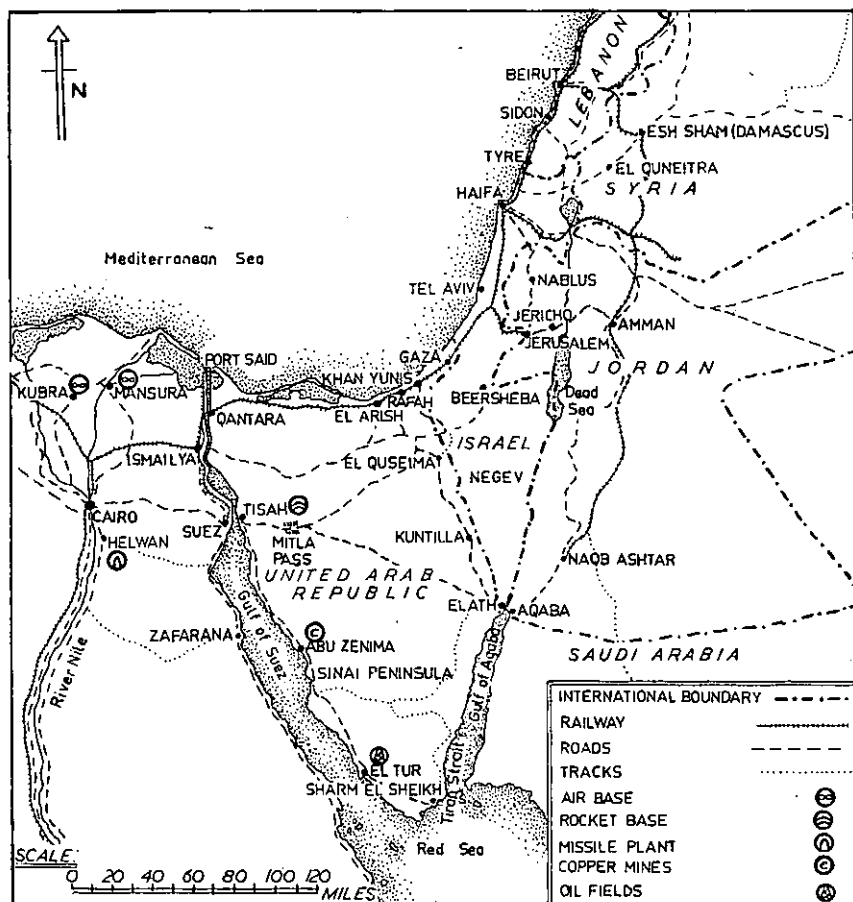 N
BEIRUT
LEBANON
SIDON
ESH SHAM (DAMASCUS)
TYRE
EL QUNEITRA
SYRIA
HAIFA
Mediterranean Sea
TEL AVIV
NABLUS
JERICHO
AMMAN
JERUSALEM
PORT SAID
GAZA
JORDAN
KHAN YUNIS
KUBRA
MANSURA
RAFAH
BEERSHEBA
Dead
Sea
EL ARISH
QANTARA
ISRAEL
ISMAILYA
EL QUSEIMAT
NEGEV
TISAH
CAIRO
SUEZ
MITLA
PASS
KUNTILLA
HELWAN
NAQB ASHTAR
UNITED ARAB
REPUBLIC
ELATH
AQABA
Gulf of Suez
ZAFARANA
ABU ZENIMA
SAUDI ARABIA
River Nile
SINAI PENINSULA
Gulf of Aqaba
EL TUR
SHARM EL SHEIKH
Tiran Strait
Red Sea
INTERNATIONAL BOUNDARY
RAILWAY
ROADS
TRACKS
AIR BASE
ROCKET BASE
MISSILE PLANT
COPPER MINES
OIL FIELDS
SCALE
0 20 40 60 80 100 120
MILES